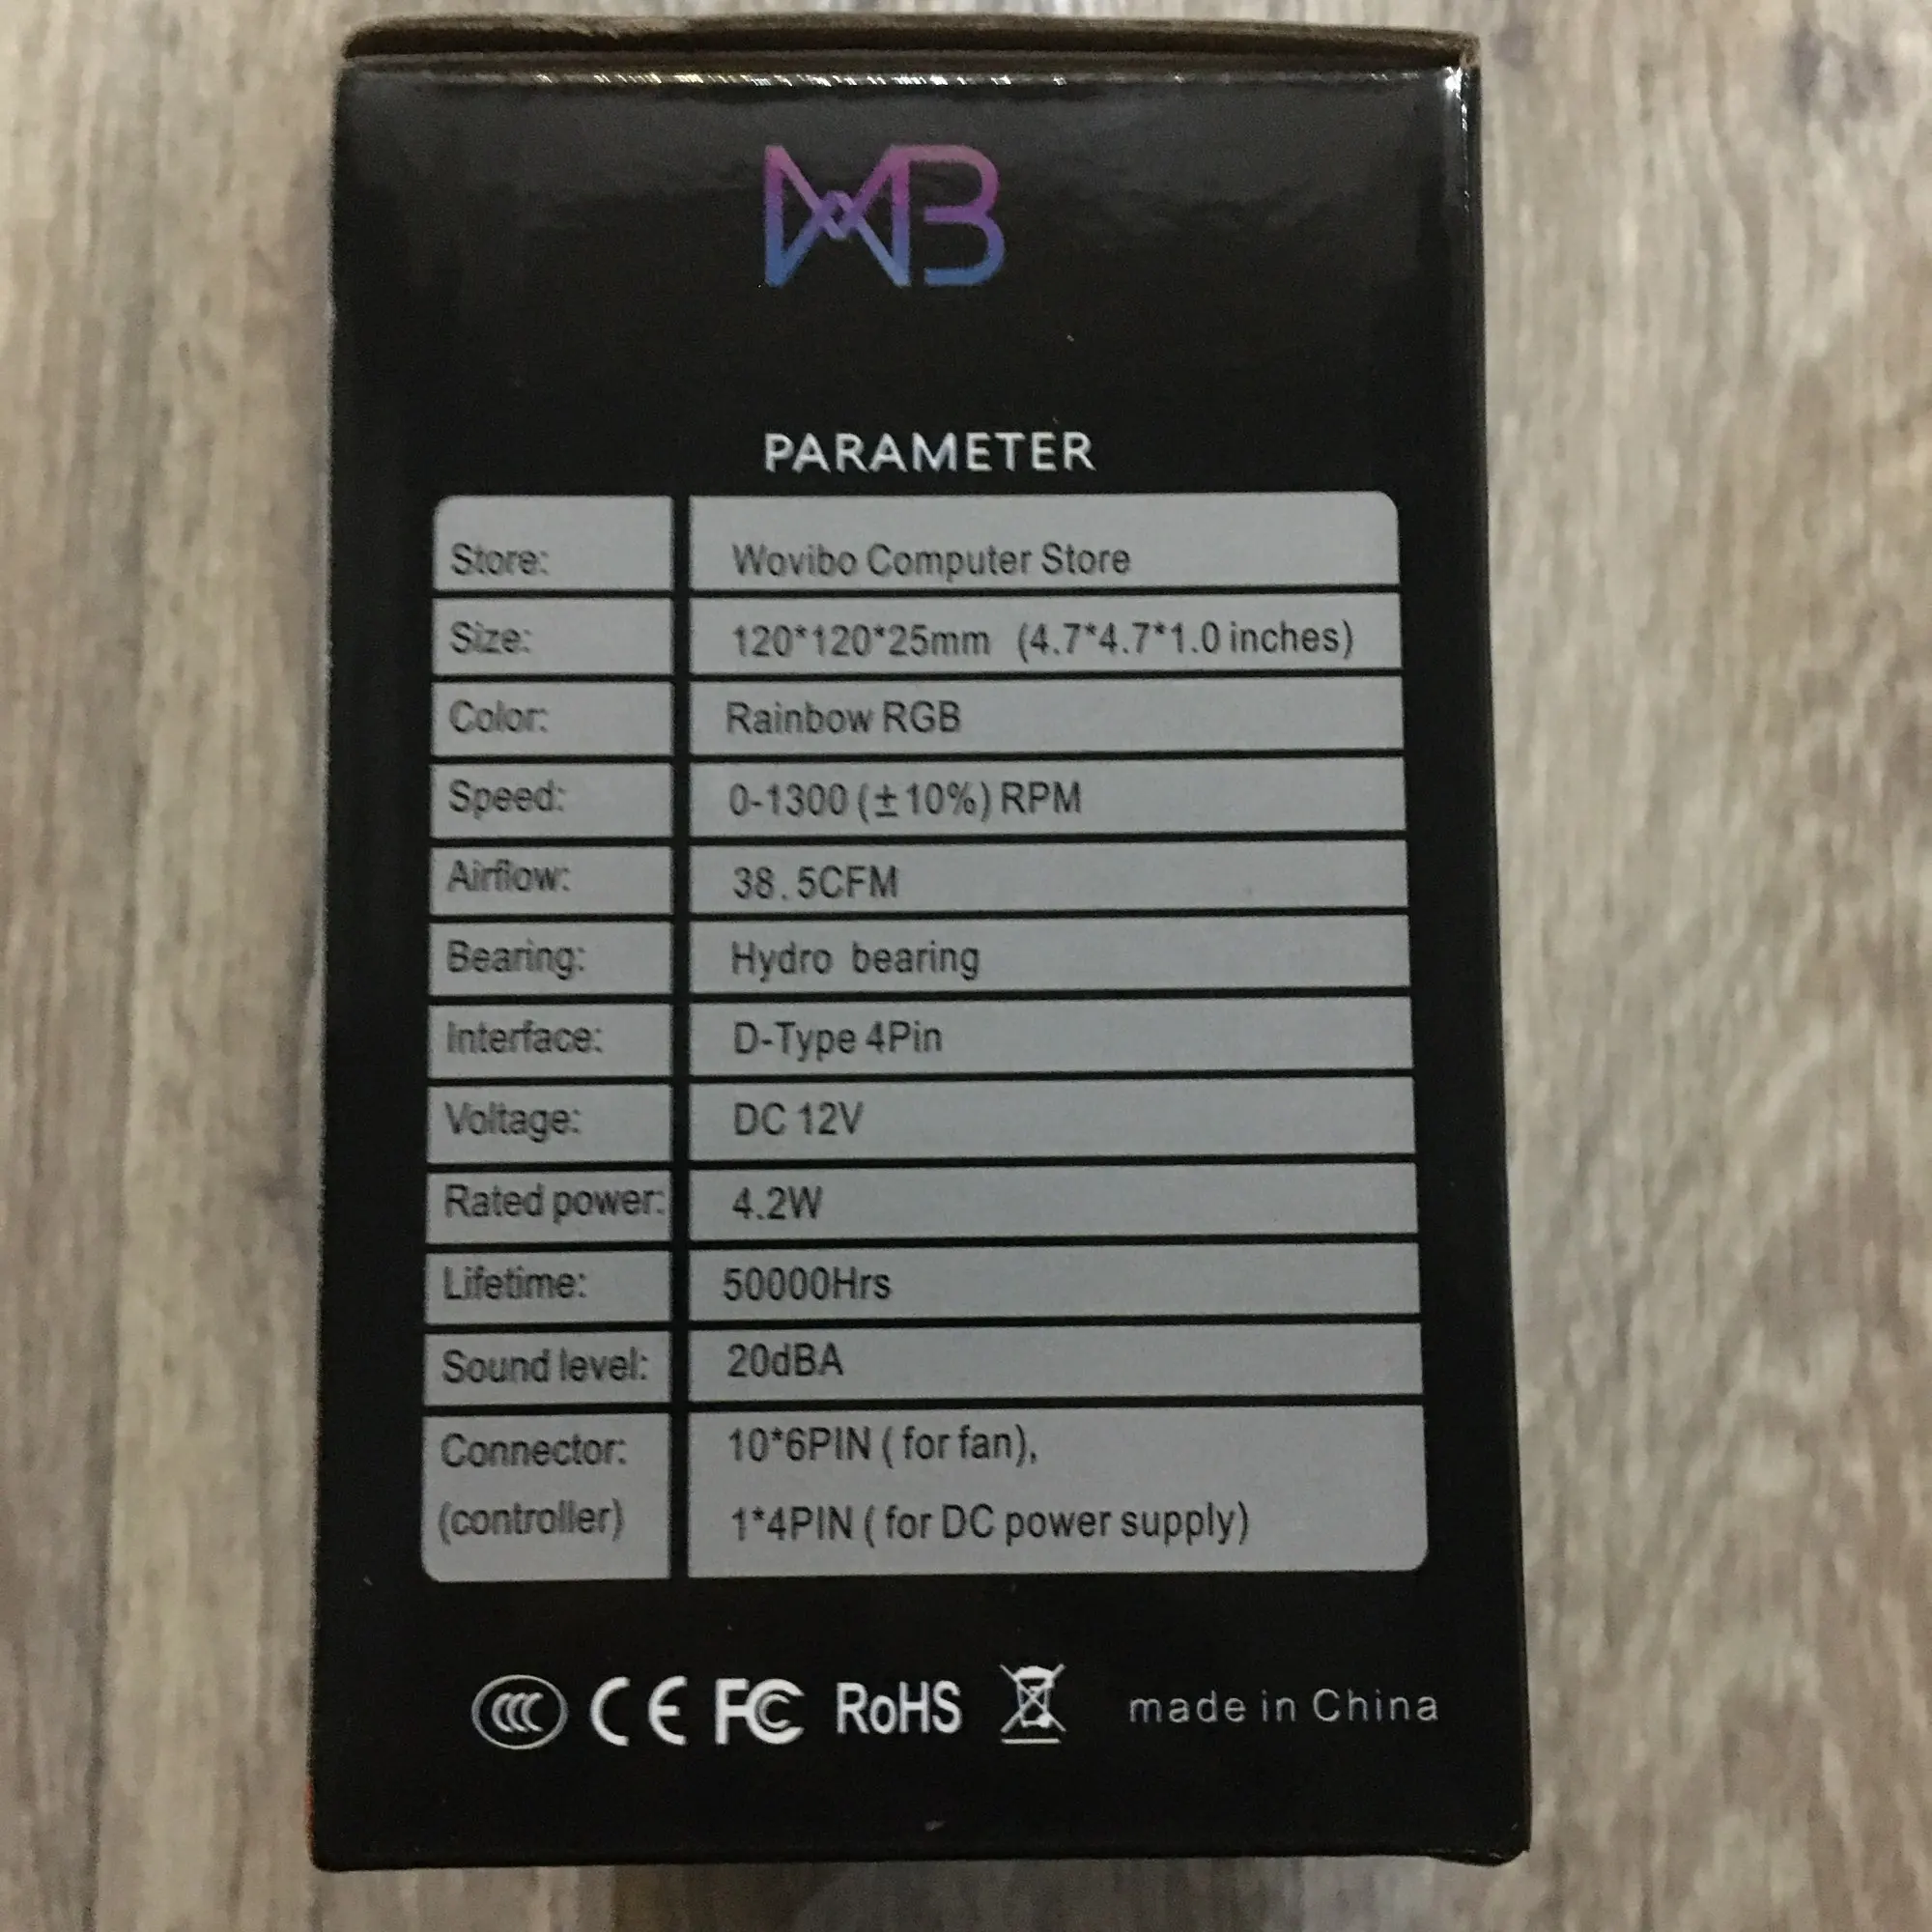 WB
PARAMETER
Store: Wovibo Computer Store
Size: 120*120*25mm (4.7*4.7*1.0 inches)
Color: Rainbow RGB
Speed: 0-1300 (±10%) RPM
Airflow: 38.5CFM
Bearing: Hydro bearing
Interface: D-Type 4Pin
Voltage: DC 12V
Rated power: 4.2W
Lifetime: 50000Hrs
Sound level: 20dBA
Connector: 10*6PIN ( for fan),
(controller) 1*4PIN ( for DC power supply)
CCC CE FC RoHS made in China